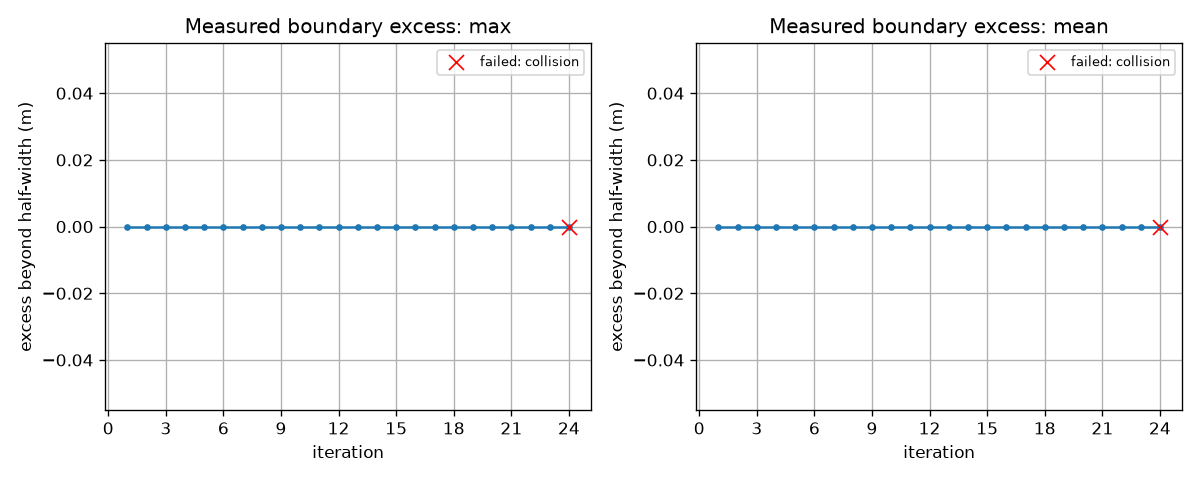 Measured boundary excess: max
failed: collision
excess beyond half-width (m)
0.04
0.02
0.00
−0.02
−0.04
0 3 6 9 12 15 18 21 24
iteration
Measured boundary excess: mean
failed: collision
excess beyond half-width (m)
0.04
0.02
0.00
−0.02
−0.04
0 3 6 9 12 15 18 21 24
iteration